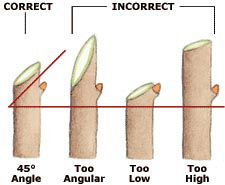 CORRECT
INCORRECT
45°
Angle
Too
Angular
Too
Low
Too
High